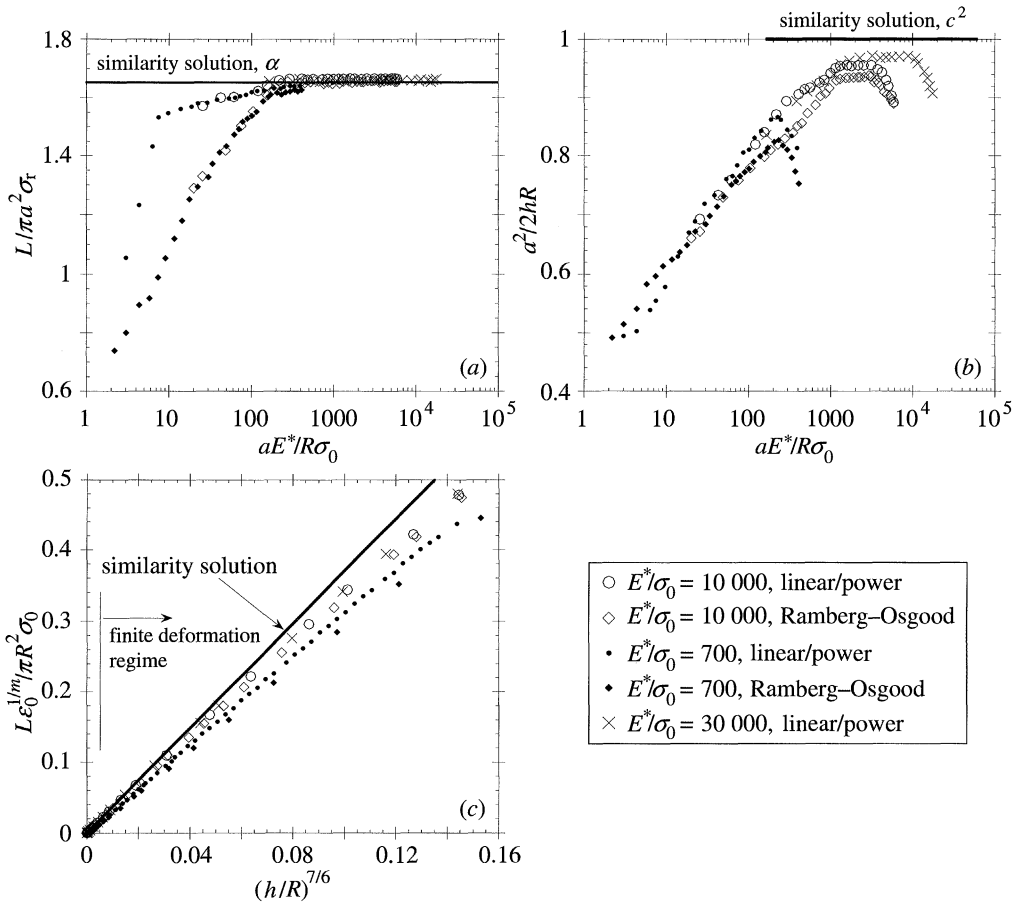 similarity solution, c²
1.8
similarity solution, α
1.4
1
0.6
L/πa²σr
(a)
1 10 100 1000 10⁴ 10⁵
aE*/Rσ₀
1
0.8
0.6
0.4
a²/2hR
(b)
1 10 100 1000 10⁴ 10⁵
aE*/Rσ₀
0.5
0.4
0.3
0.2
0.1
0
Lε₀^1/m/πR²σ₀
similarity solution
finite deformation
regime
(c)
0 0.04 0.08 0.12 0.16
(h/R)^7/6
E*/σ₀ = 10 000, linear/power
E*/σ₀ = 10 000, Ramberg–Osgood
E*/σ₀ = 700, linear/power
E*/σ₀ = 700, Ramberg–Osgood
E*/σ₀ = 30 000, linear/power